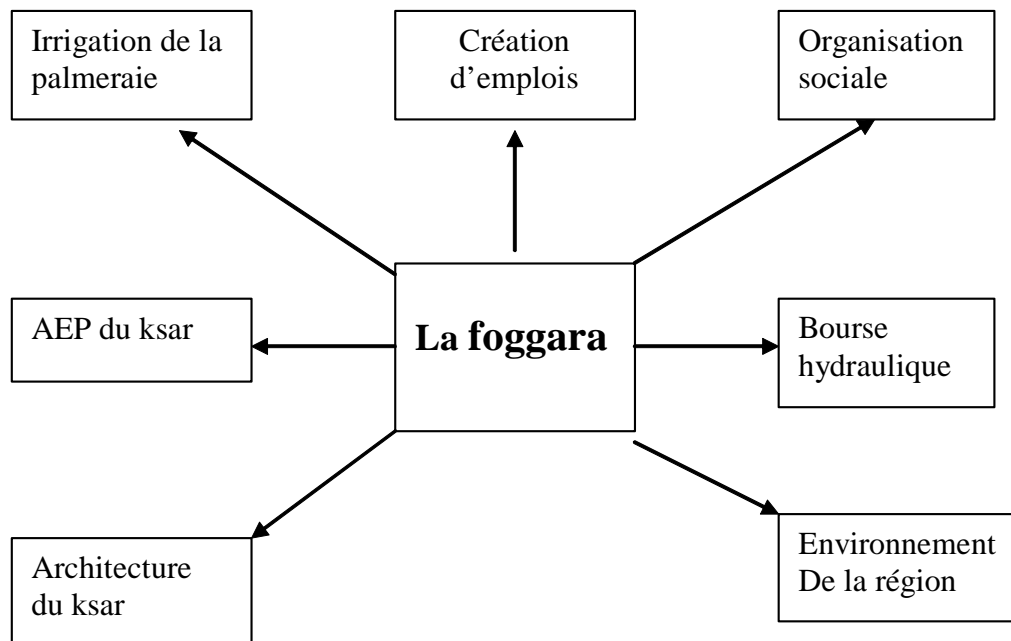 Irrigation de la
palmeraie
Création
d’emplois
Organisation
sociale
AEP du ksar
La foggara
Bourse
hydraulique
Architecture
du ksar
Environnement
De la région